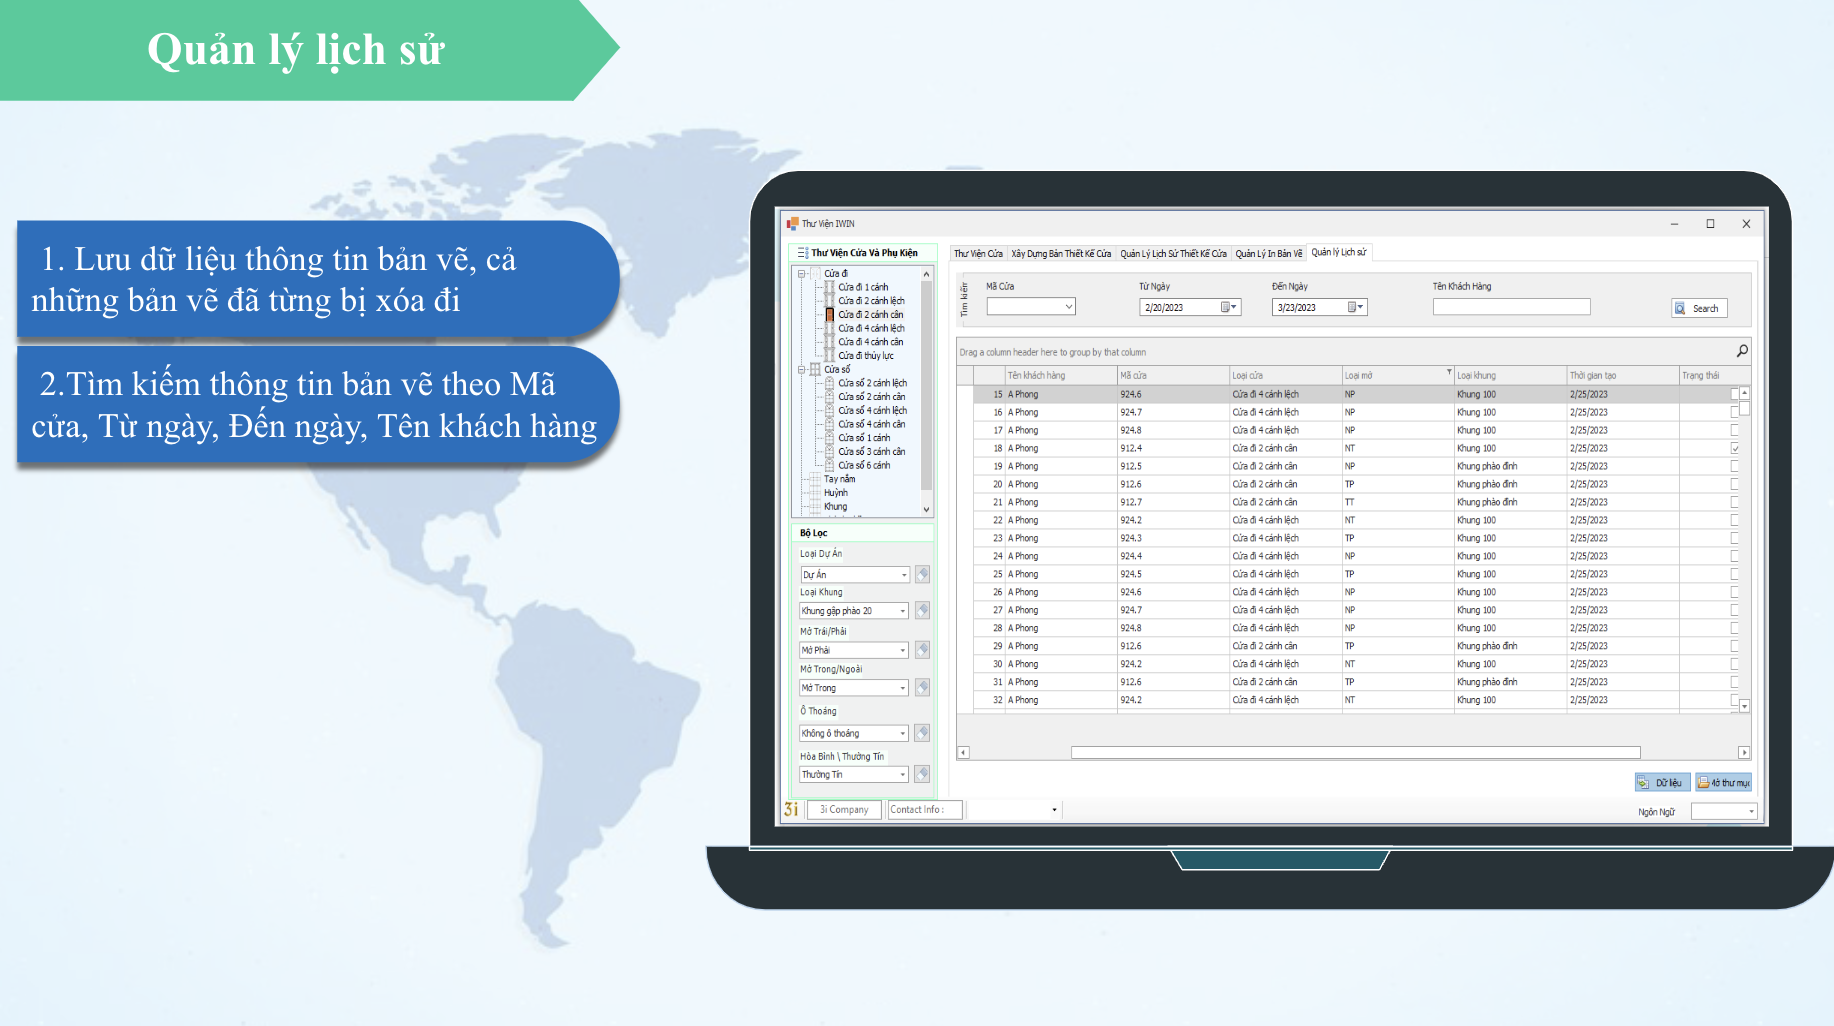 Quản lý lịch sử
1. Lưu dữ liệu thông tin bản vẽ, cả
những bản vẽ đã từng bị xóa đi
2.Tìm kiếm thông tin bản vẽ theo Mã
cửa, Từ ngày, Đến ngày, Tên khách hàng
Thư Viện IWIN
Thư Viện Cửa Và Phụ Kiện
Cửa đi
Cửa đi 1 cánh
Cửa đi 2 cánh lệch
Cửa đi 2 cánh cân
Cửa đi 4 cánh lệch
Cửa đi 4 cánh cân
Cửa đi thủy lực
Cửa sổ
Cửa sổ 2 cánh lệch
Cửa sổ 2 cánh cân
Cửa sổ 4 cánh lệch
Cửa sổ 4 cánh cân
Cửa sổ 1 cánh
Cửa sổ 3 cánh cân
Cửa sổ 6 cánh
Tay nắm
Huỳnh
Khung
Bộ Lọc
Loại Dự Án
Dự Án
Loại Khung
Khung gập phào 20
Mở Trái/Phải
Mở Phải
Mở Trong/Ngoài
Mở Trong
Ô Thoáng
Không ô thoáng
Hòa Bình \ Thường Tín
Thường Tín
Thư Viện Cửa Xây Dựng Bản Thiết Kế Cửa Quản Lý Lịch Sử Thiết Kế Cửa Quản Lý In Bản Vẽ Quản lý Lịch sử
Tìm kiếm
Mã Cửa Từ Ngày Đến Ngày Tên Khách Hàng
2/20/2023 3/23/2023 Search
Drag a column header here to group by that column
Tên khách hàng Mã cửa Loại cửa Loại mở Loại khung Thời gian tạo Trạng thái
15 A Phong 924.6 Cửa đi 4 cánh lệch NP Khung 100 2/25/2023
16 A Phong 924.7 Cửa đi 4 cánh lệch NP Khung 100 2/25/2023
17 A Phong 924.8 Cửa đi 4 cánh lệch NP Khung 100 2/25/2023
18 A Phong 912.4 Cửa đi 2 cánh cân NT Khung 100 2/25/2023
19 A Phong 912.5 Cửa đi 2 cánh cân NP Khung phào đỉnh 2/25/2023
20 A Phong 912.6 Cửa đi 2 cánh cân TP Khung phào đỉnh 2/25/2023
21 A Phong 912.7 Cửa đi 2 cánh cân TT Khung phào đỉnh 2/25/2023
22 A Phong 924.2 Cửa đi 4 cánh lệch NT Khung 100 2/25/2023
23 A Phong 924.3 Cửa đi 4 cánh lệch TP Khung 100 2/25/2023
24 A Phong 924.4 Cửa đi 4 cánh lệch NP Khung 100 2/25/2023
25 A Phong 924.5 Cửa đi 4 cánh lệch TP Khung 100 2/25/2023
26 A Phong 924.6 Cửa đi 4 cánh lệch NP Khung 100 2/25/2023
27 A Phong 924.7 Cửa đi 4 cánh lệch NP Khung 100 2/25/2023
28 A Phong 924.8 Cửa đi 4 cánh lệch NP Khung 100 2/25/2023
29 A Phong 912.6 Cửa đi 2 cánh cân TP Khung phào đỉnh 2/25/2023
30 A Phong 924.2 Cửa đi 4 cánh lệch NT Khung 100 2/25/2023
31 A Phong 912.6 Cửa đi 2 cánh cân TP Khung phào đỉnh 2/25/2023
32 A Phong 924.2 Cửa đi 4 cánh lệch NT Khung 100 2/25/2023
Dữ liệu thư mục
3i 3i Company Contact Info :
Ngôn Ngữ